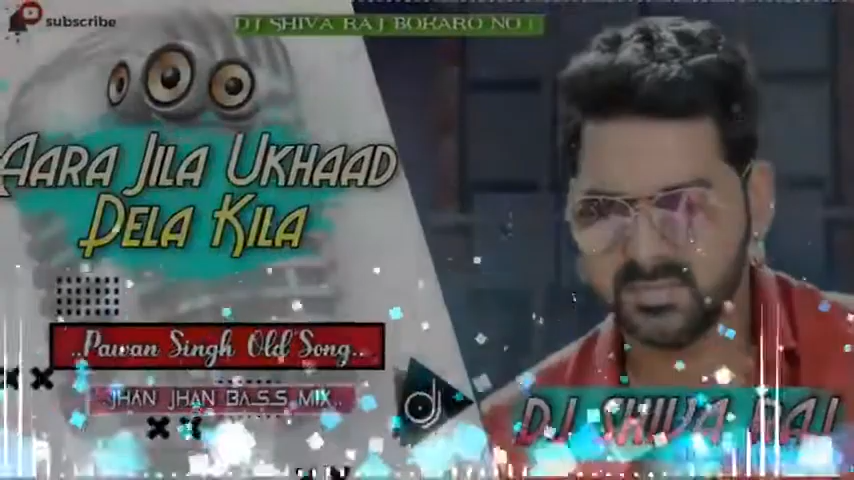 subscribe
DJ SHIVA RAJ BOKARO NO 1
AARA JILA UKHAAD
DELA KILA
..Pawan Singh Old Song..
JHAN JHAN B.A.S.S MIX..
dj
DJ SHIVA RAJ